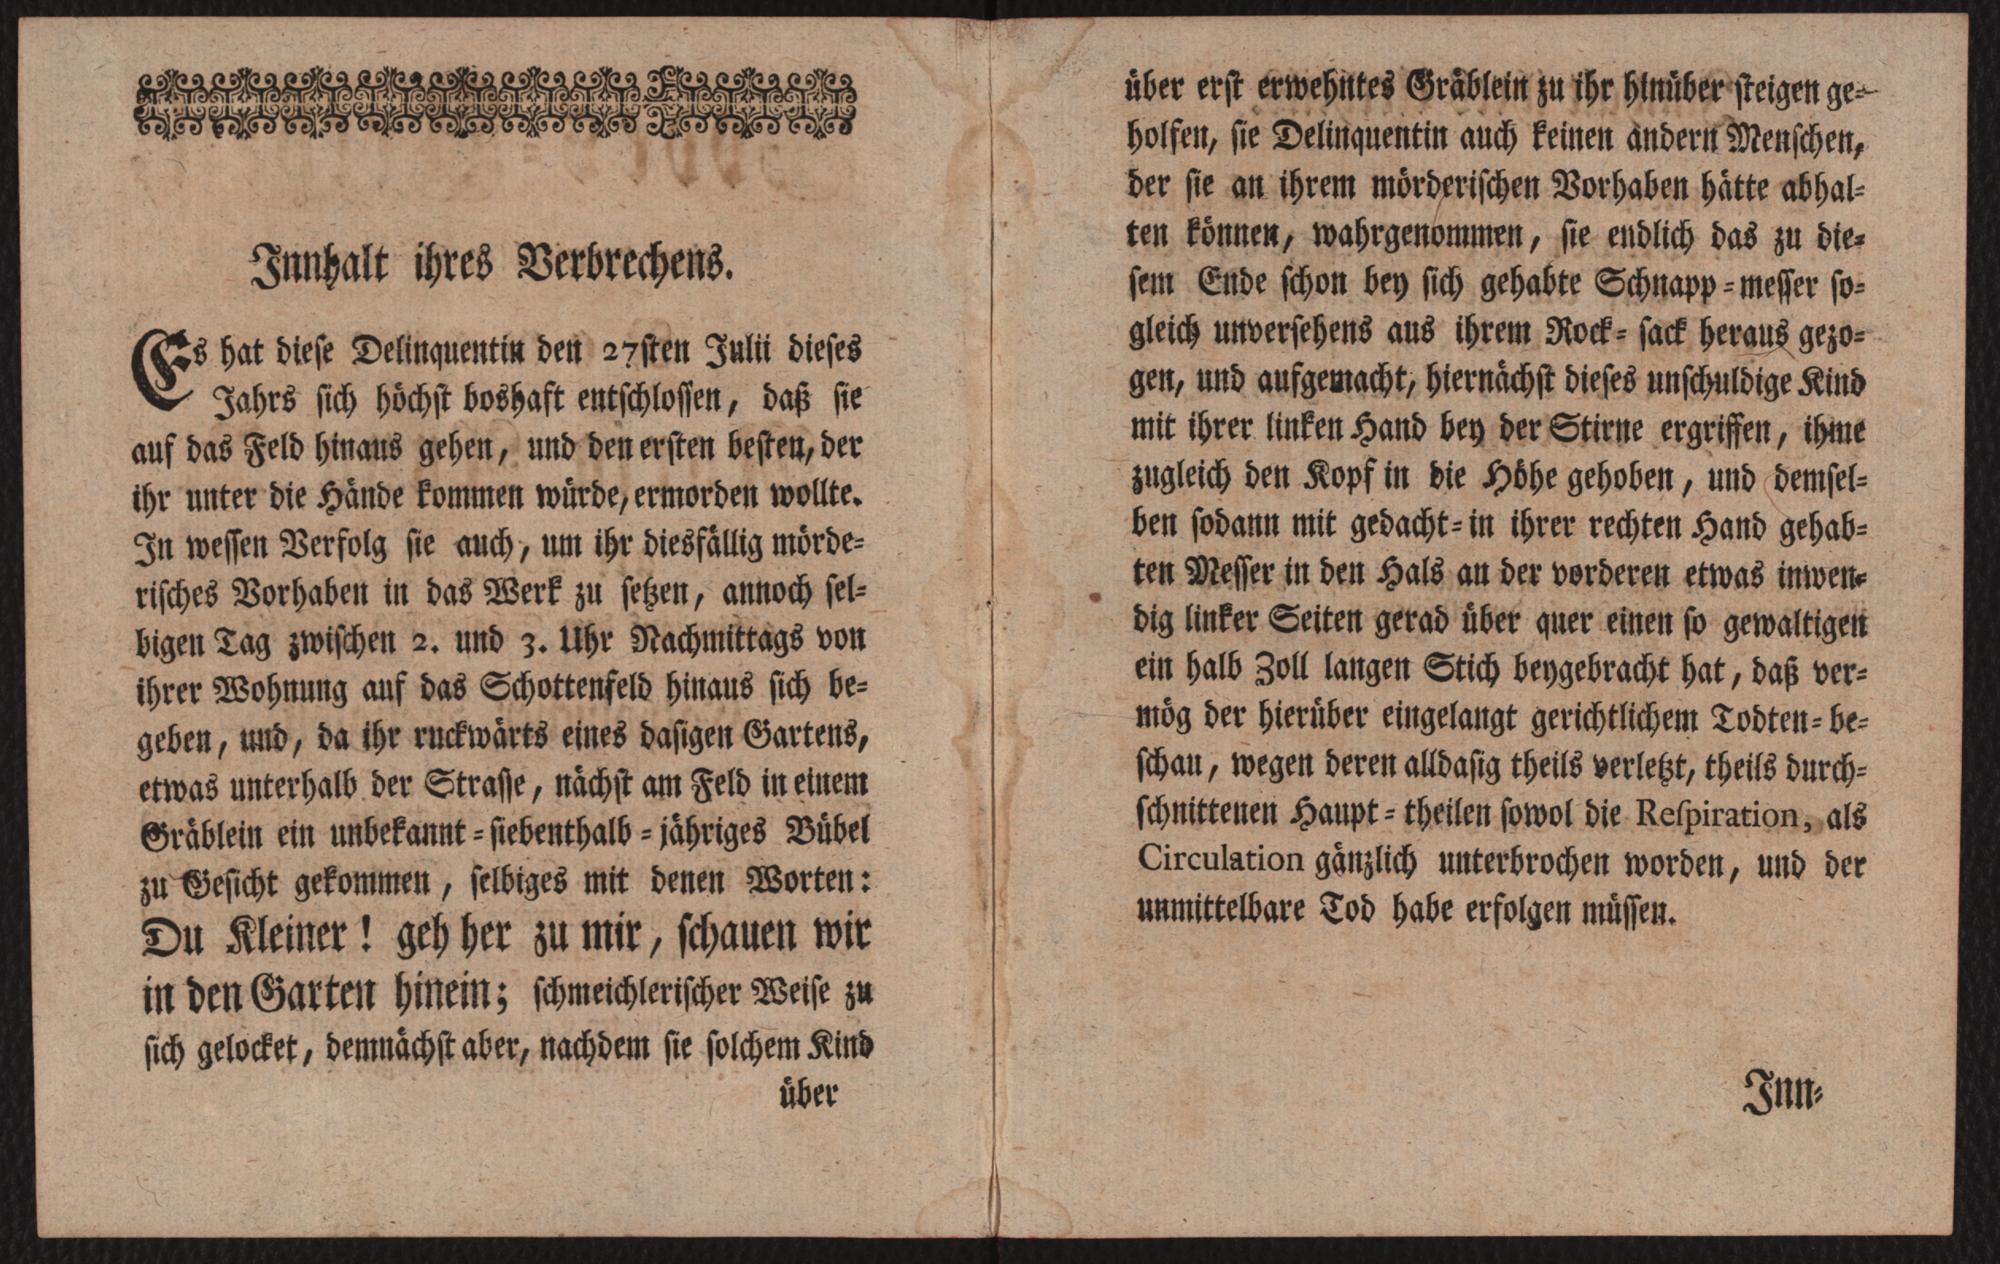 Innhalt ihres Verbrechens.
Es hat diese Delinquentin den 27ſten Julii dieſes
Jahrs ſich höchſt boshaft entſchloſſen, daß ſie
auf das Feld hinaus gehen, und den erſten beſten, der
ihr unter die Hände kommen würde, ermorden wollte.
In weſſen Verfolg ſie auch, um ihr diesfällig mörde-
riſches Vorhaben in das Werk zu ſetzen, annoch ſel-
bigen Tag zwiſchen 2. und 3. Uhr Nachmittags von
ihrer Wohnung auf das Schottenfeld hinaus ſich be-
geben, und, da ihr ruckwärts eines daſigen Gartens,
etwas unterhalb der Straſſe, nächſt am Feld in einem
Gräblein ein unbekannt-ſiebenthalb-jähriges Bübel
zu Geſicht gekommen, ſelbiges mit denen Worten:
Du Kleiner! geh her zu mir, ſchauen wir
in den Garten hinein; ſchmeichleriſcher Weiſe zu
ſich gelocket, demnächſt aber, nachdem ſie ſolchem Kind
über
über erſt erwehntes Gräblein zu ihr hinüber ſteigen ge-
holfen, ſie Delinquentin auch keinen andern Menſchen,
der ſie an ihrem mörderiſchen Vorhaben hätte abhal-
ten können, wahrgenommen, ſie endlich das zu die-
ſem Ende ſchon bey ſich gehabte Schnapp-meſſer ſo-
gleich unverſehens aus ihrem Rock-ſack heraus gezo-
gen, und aufgemacht, hiernächſt dieſes unſchuldige Kind
mit ihrer linken Hand bey der Stirne ergriffen, ihme
zugleich den Kopf in die Höhe gehoben, und demſel-
ben ſodann mit gedacht-in ihrer rechten Hand gehab-
ten Meſſer in den Hals an der vorderen etwas inwen-
dig linker Seiten gerad über quer einen ſo gewaltigen
ein halb Zoll langen Stich beygebracht hat, daß ver-
mög der hierüber eingelangt gerichtlichem Todten-be-
ſchau, wegen deren alldaſig theils verletzt, theils durch-
ſchnittenen Haupt-theilen ſowol die Reſpiration, als
Circulation gänzlich unterbrochen worden, und der
unmittelbare Tod habe erfolgen müſſen.
Inn-